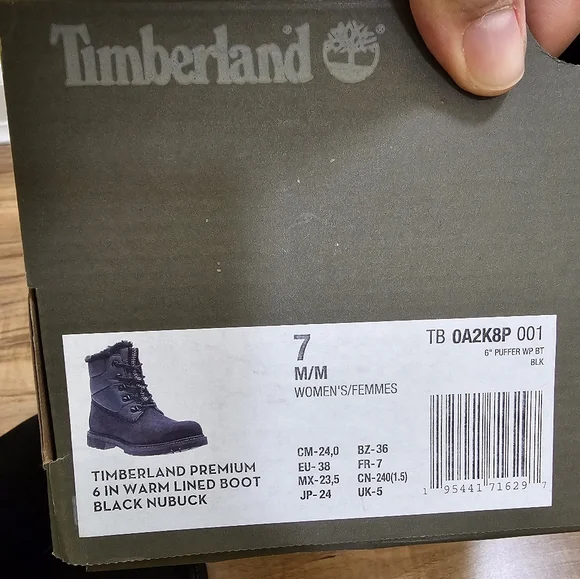 Timberland®
7
M/M
WOMEN'S/FEMMES
TB 0A2K8P 001
6" PUFFER WP BT
BLK
TIMBERLAND PREMIUM
6 IN WARM LINED BOOT
BLACK NUBUCK
CM-24,0 BZ-36
EU- 38 FR-7
MX-23,5 CN-240(1.5)
JP- 24 UK-5
1 95441 71629 7